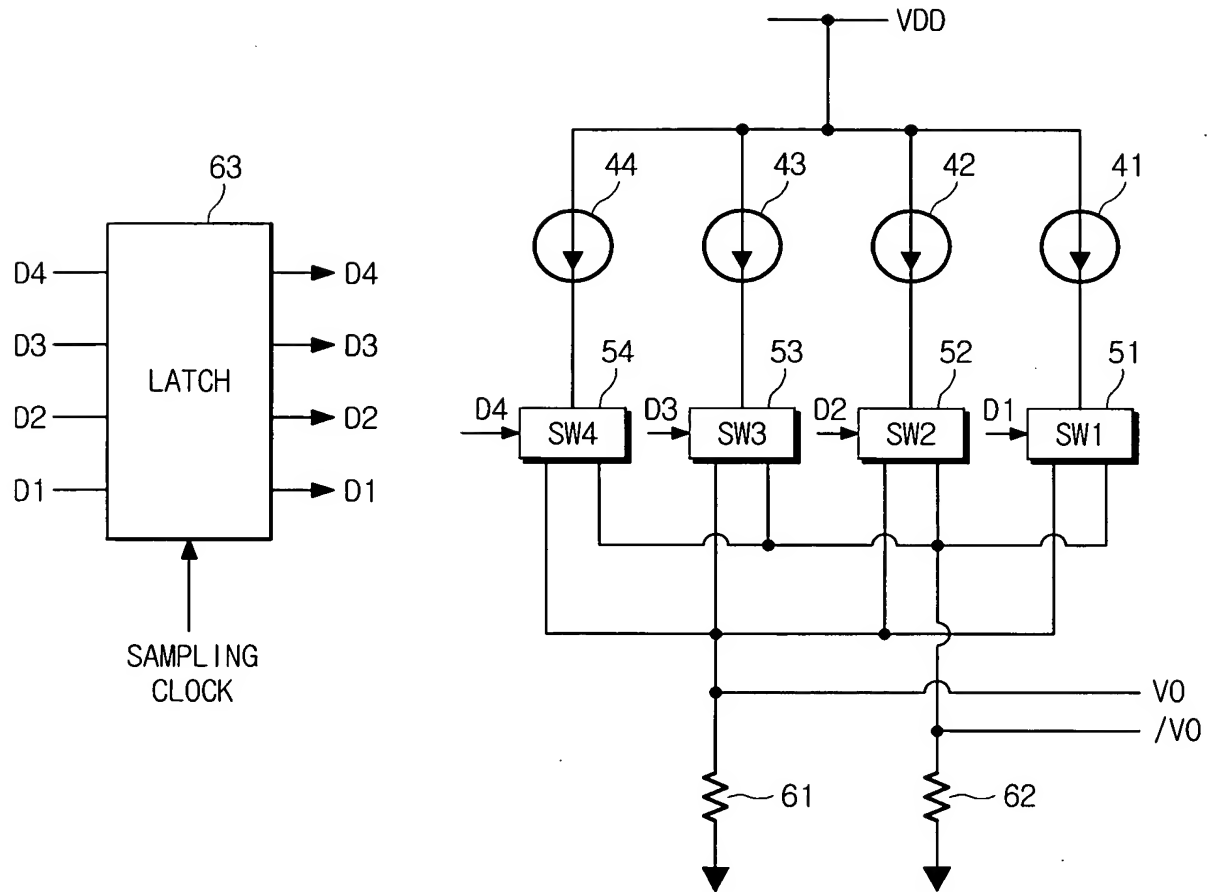 VDD
63
44
43
42
41
D4
D3
D2
D1
LATCH
D4
D3
D2
D1
SAMPLING
CLOCK
54
53
52
51
D4
SW4
D3
SW3
D2
SW2
D1
SW1
VO
/VO
61
62